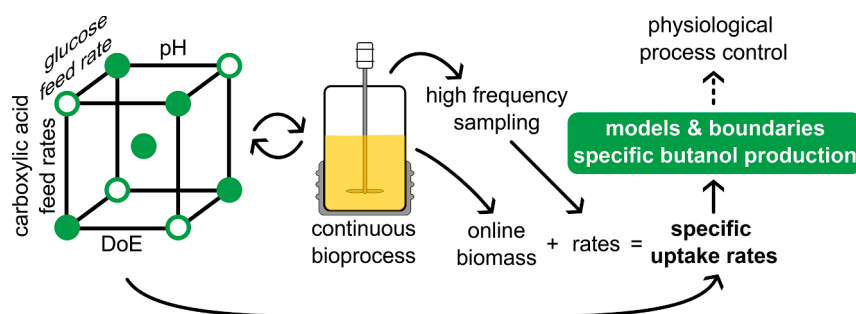 glucose
feed rate
pH
carboxylic acid
feed rates
DoE
continuous
bioprocess
high frequency
sampling
online
biomass
+ rates =
specific
uptake rates
models & boundaries
specific butanol production
physiological
process control